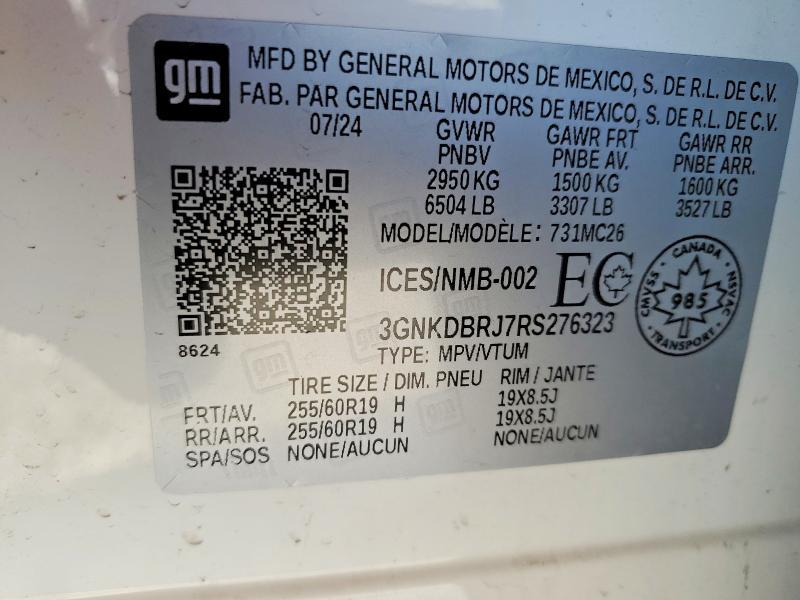 gm
MFD BY GENERAL MOTORS DE MEXICO, S. DE R.L. DE C.V.
FAB. PAR GENERAL MOTORS DE MEXICO, S. DE R.L. DE C.V.
07/24 GVWR GAWR FRT GAWR RR
PNBV PNBE AV. PNBE ARR.
2950 KG 1500 KG 1600 KG
6504 LB 3307 LB 3527 LB
MODEL/MODÈLE: 731MC26
ICES/NMB-002 EC
CANADA
CMVSS · NSVAC
985
TRANSPORT
3GNKDBRJ7RS276323
8624
TYPE: MPV/VTUM
TIRE SIZE / DIM. PNEU RIM / JANTE
FRT/AV. 255/60R19 H 19X8.5J
RR/ARR. 255/60R19 H 19X8.5J
SPA/SOS NONE/AUCUN NONE/AUCUN